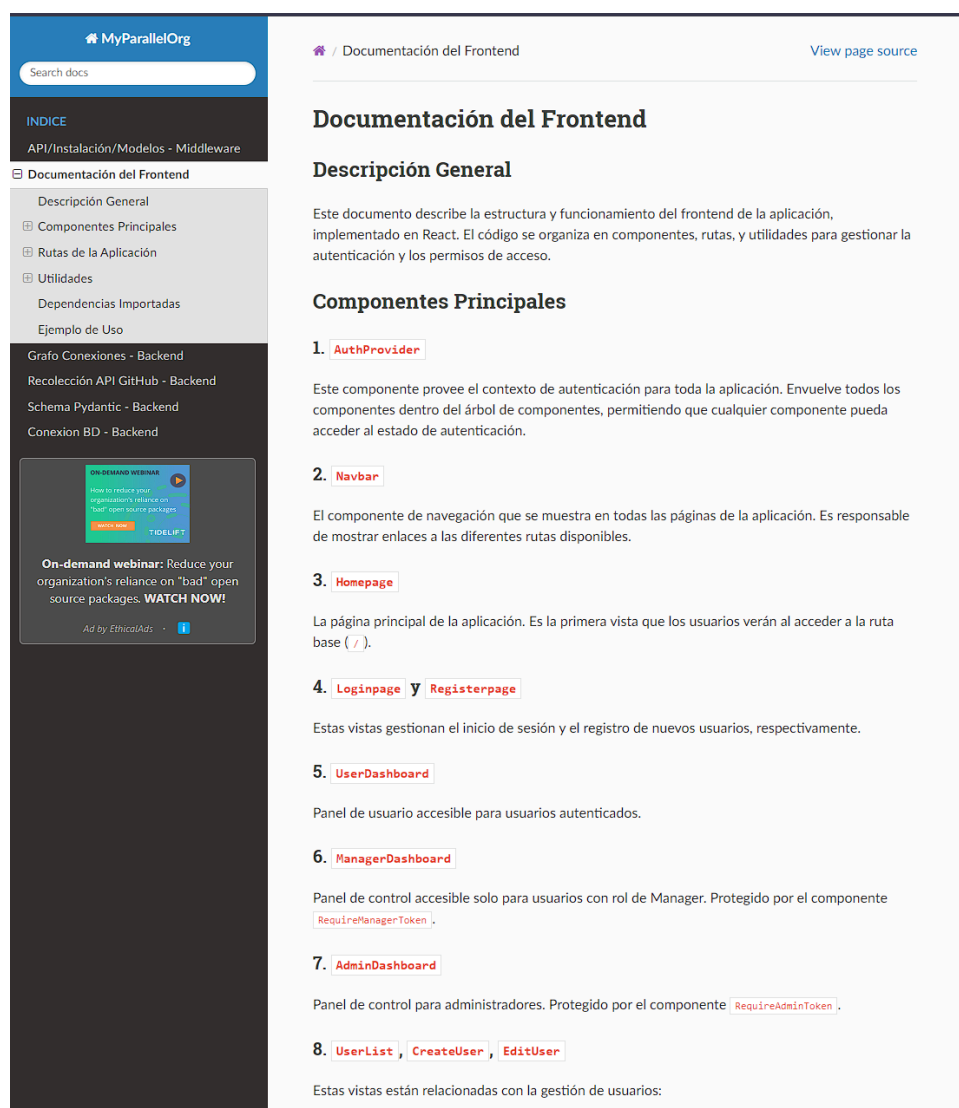 MyParallelOrg
Search docs
INDICE
API/Instalación/Modelos - Middleware
Documentación del Frontend
Descripción General
Componentes Principales
Rutas de la Aplicación
Utilidades
Dependencias Importadas
Ejemplo de Uso
Grafo Conexiones - Backend
Recolección API GitHub - Backend
Schema Pydantic - Backend
Conexion BD - Backend
ON-DEMAND WEBINAR
How to reduce your
organization's reliance on
"bad" open source packages
WATCH NOW
TIDELIFT
On-demand webinar: Reduce your
organization's reliance on "bad" open
source packages. WATCH NOW!
Ad by EthicalAds · i
/ Documentación del Frontend
View page source
Documentación del Frontend
Descripción General
Este documento describe la estructura y funcionamiento del frontend de la aplicación,
implementado en React. El código se organiza en componentes, rutas, y utilidades para gestionar la
autenticación y los permisos de acceso.
Componentes Principales
1. AuthProvider
Este componente provee el contexto de autenticación para toda la aplicación. Envuelve todos los
componentes dentro del árbol de componentes, permitiendo que cualquier componente pueda
acceder al estado de autenticación.
2. Navbar
El componente de navegación que se muestra en todas las páginas de la aplicación. Es responsable
de mostrar enlaces a las diferentes rutas disponibles.
3. Homepage
La página principal de la aplicación. Es la primera vista que los usuarios verán al acceder a la ruta
base ( / ).
4. Loginpage y Registerpage
Estas vistas gestionan el inicio de sesión y el registro de nuevos usuarios, respectivamente.
5. UserDashboard
Panel de usuario accesible para usuarios autenticados.
6. ManagerDashboard
Panel de control accesible solo para usuarios con rol de Manager. Protegido por el componente
RequireManagerToken .
7. AdminDashboard
Panel de control para administradores. Protegido por el componente RequireAdminToken .
8. UserList , CreateUser , EditUser
Estas vistas están relacionadas con la gestión de usuarios: